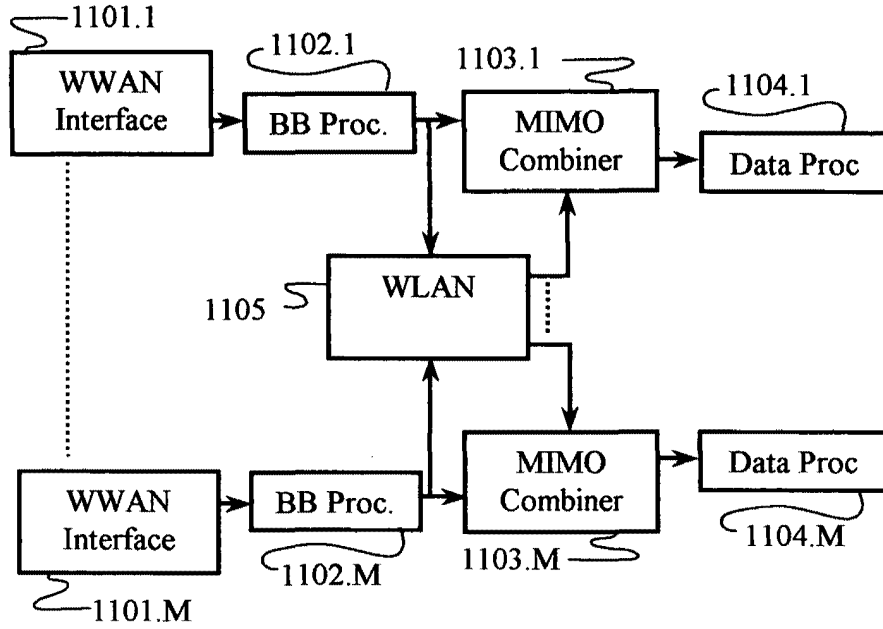 1101.1
1102.1
1103.1
1104.1
WWAN
Interface
BB Proc.
MIMO
Combiner
Data Proc
1105
WLAN
WWAN
Interface
BB Proc.
MIMO
Combiner
Data Proc
1101.M
1102.M
1103.M
1104.M